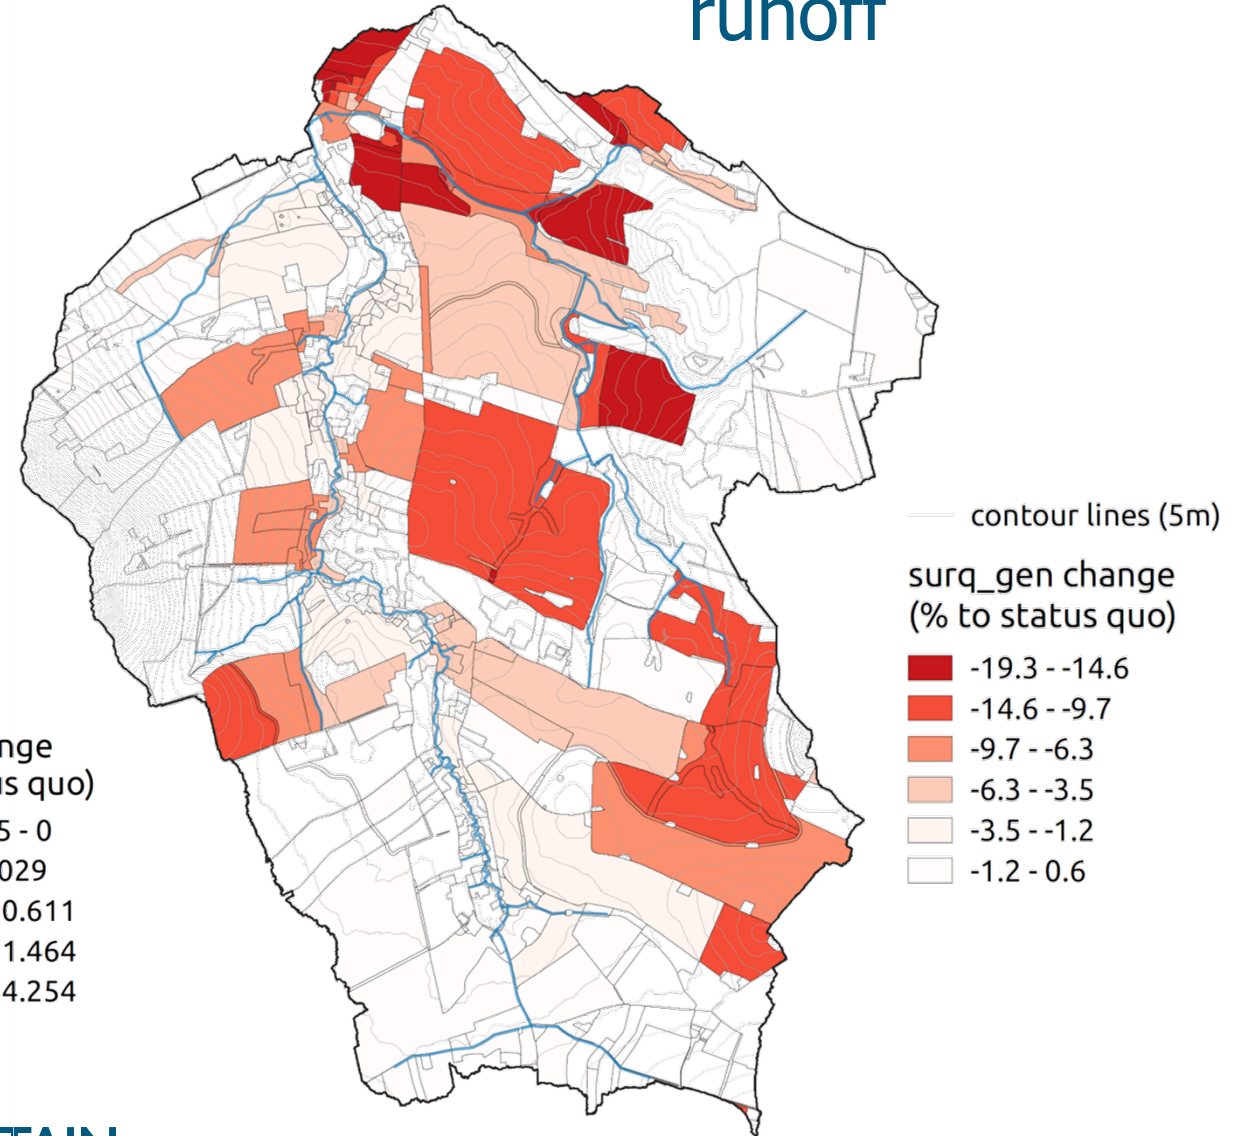 runoff
contour lines (5m)
surq_gen change
(% to status quo)
-19.3 - -14.6
-14.6 - -9.7
-9.7 - -6.3
-6.3 - -3.5
-3.5 - -1.2
-1.2 - 0.6
nge
us quo)
5 - 0
029
0.611
1.464
4.254